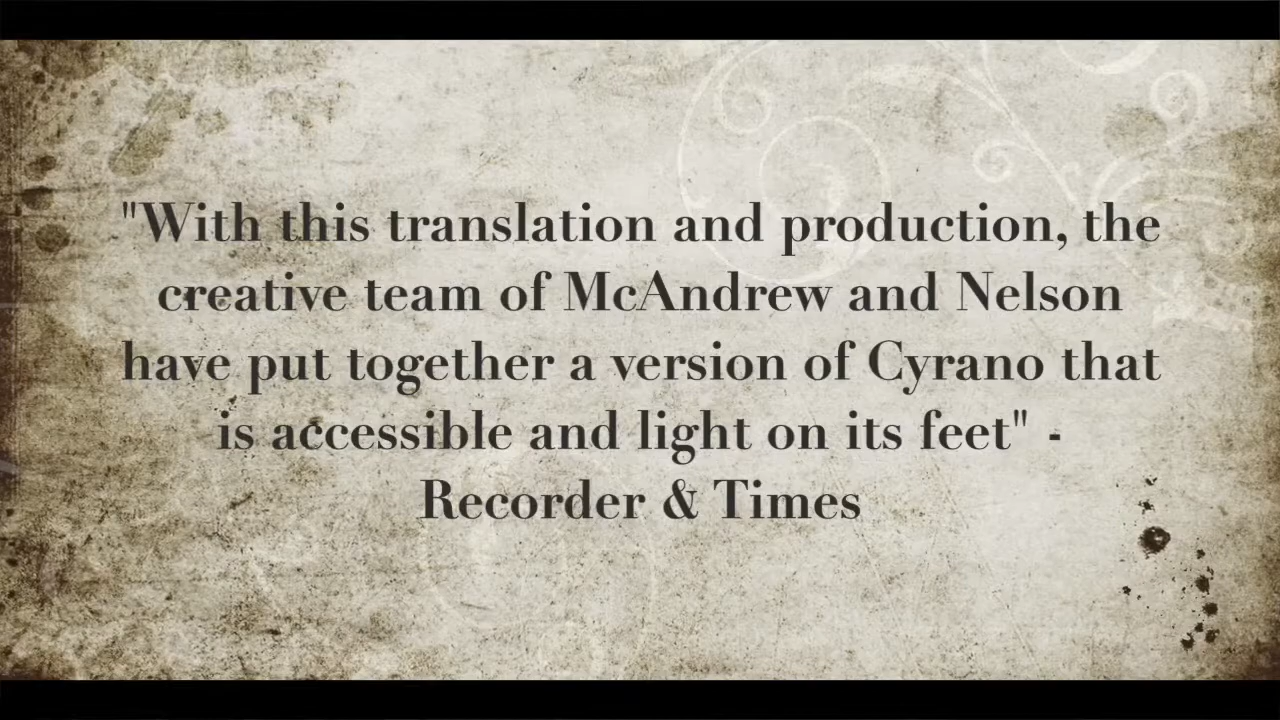 "With this translation and production, the
creative team of McAndrew and Nelson
have put together a version of Cyrano that
is accessible and light on its feet" -
Recorder & Times